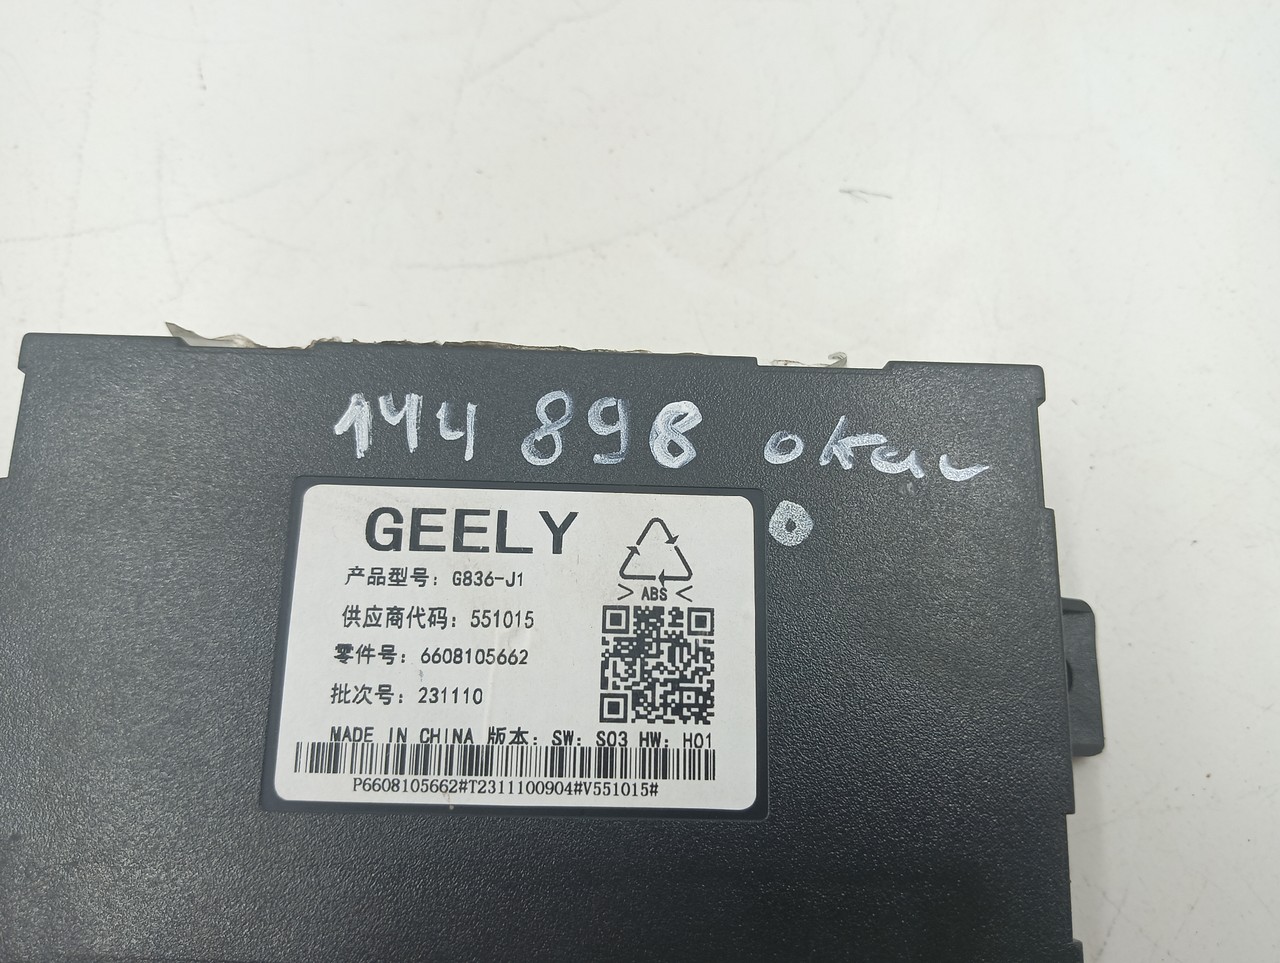 144 898 окав
GEELY
产品型号: G836-J1
ABS
供应商代码: 551015
零件号: 6608105662
批次号: 231110
MADE IN CHINA 版本: SW: S03 HW: H01
P6608105662#T2311100904#V551015#